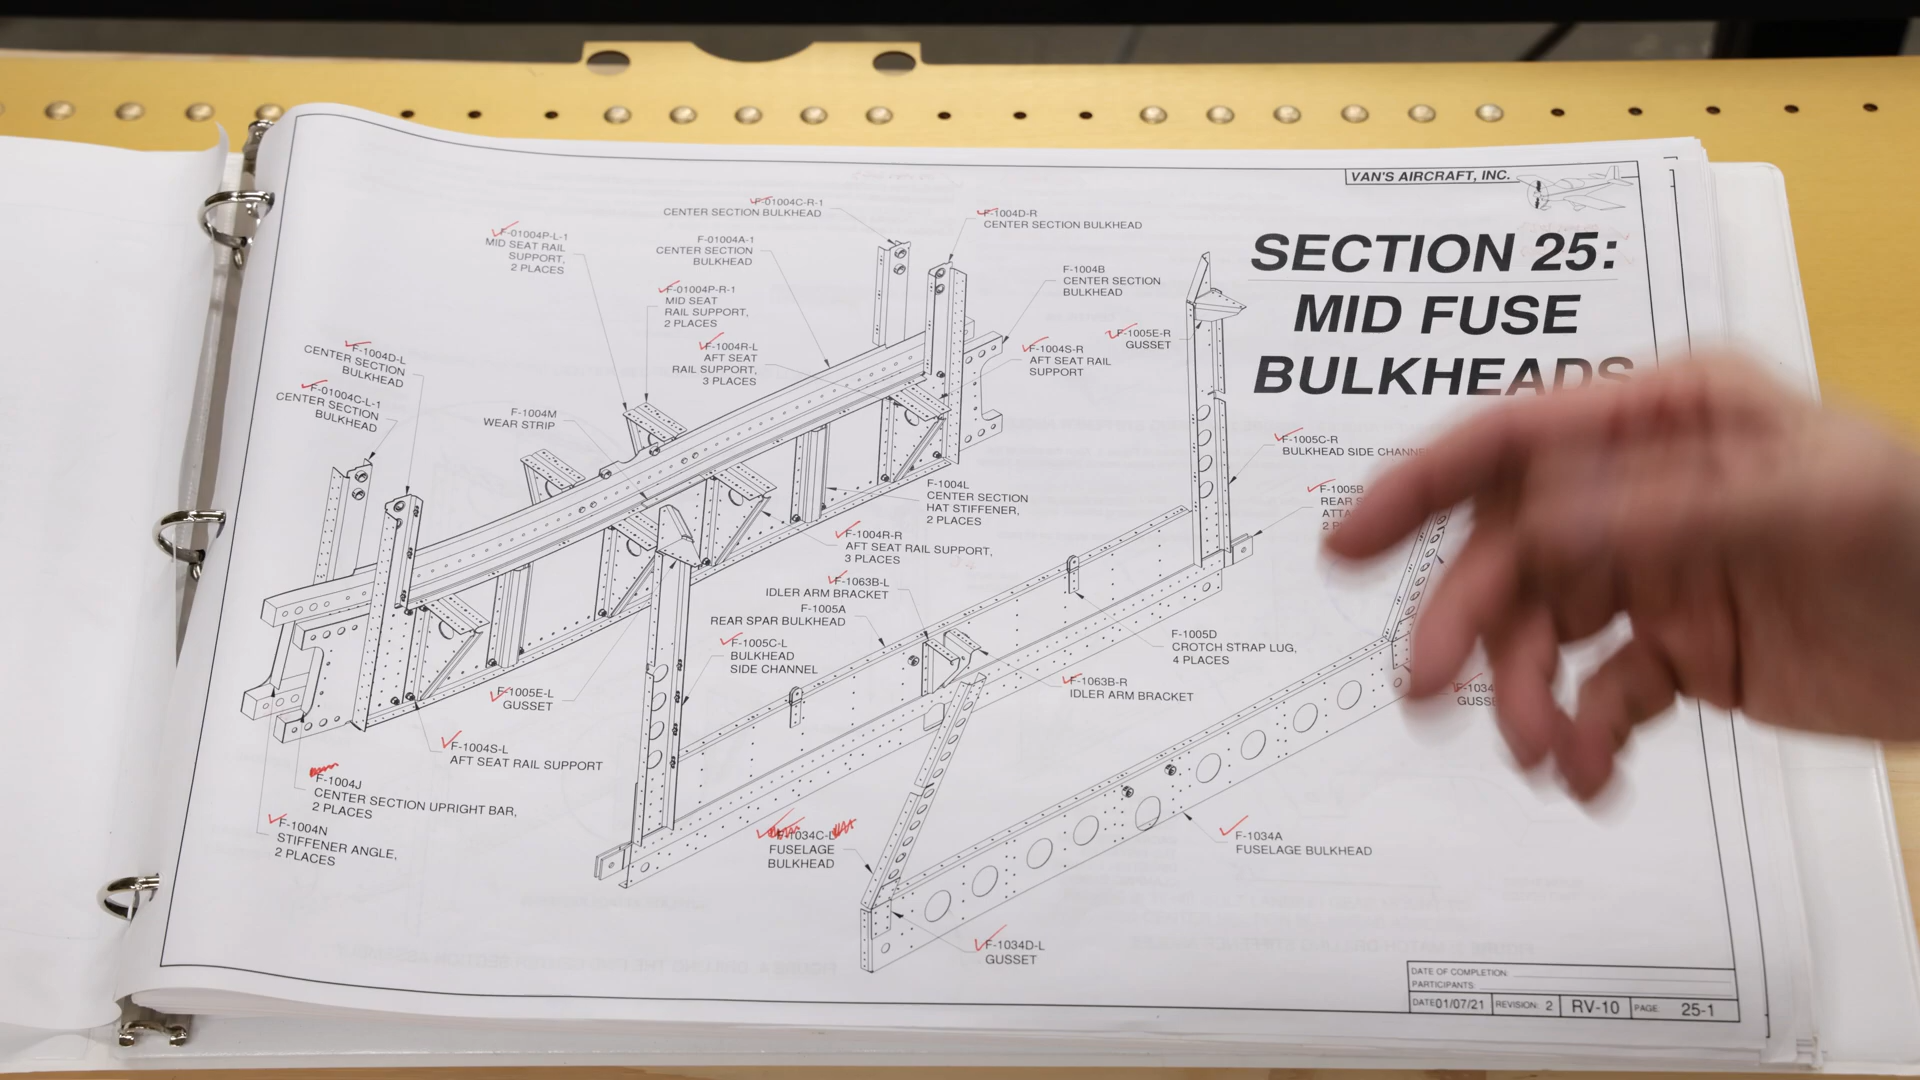 VAN'S AIRCRAFT, INC.
SECTION 25:
MID FUSE
BULKHEADS
F-01004C-R-1
CENTER SECTION BULKHEAD
F-1004D-R
CENTER SECTION BULKHEAD
F-01004P-L-1
MID SEAT RAIL
SUPPORT,
2 PLACES
F-01004A-1
CENTER SECTION
BULKHEAD
F-1004B
CENTER SECTION
BULKHEAD
F-01004P-R-1
MID SEAT
RAIL SUPPORT,
2 PLACES
F-1005E-R
GUSSET
F-1004R-L
AFT SEAT
RAIL SUPPORT,
3 PLACES
F-1004S-R
AFT SEAT RAIL
SUPPORT
F-1004D-L
CENTER SECTION
BULKHEAD
F-01004C-L-1
CENTER SECTION
BULKHEAD
F-1004M
WEAR STRIP
F-1005C-R
BULKHEAD SIDE CHANN
F-1004L
CENTER SECTION
HAT STIFFENER,
2 PLACES
F-1005B
REAR S
ATTA
2 P
F-1004R-R
AFT SEAT RAIL SUPPORT,
3 PLACES
F-1063B-L
IDLER ARM BRACKET
F-1005A
REAR SPAR BULKHEAD
F-1005C-L
BULKHEAD
SIDE CHANNEL
F-1005D
CROTCH STRAP LUG,
4 PLACES
F-1063B-R
IDLER ARM BRACKET
F-1034
GUSS
F-1005E-L
GUSSET
F-1004S-L
AFT SEAT RAIL SUPPORT
F-1004J
CENTER SECTION UPRIGHT BAR,
2 PLACES
F-1004N
STIFFENER ANGLE,
2 PLACES
F-1034C-L
FUSELAGE
BULKHEAD
F-1034A
FUSELAGE BULKHEAD
F-1034D-L
GUSSET
DATE OF COMPLETION:
PARTICIPANTS:
DATE 01/07/21 REVISION: 2 RV-10 PAGE 25-1